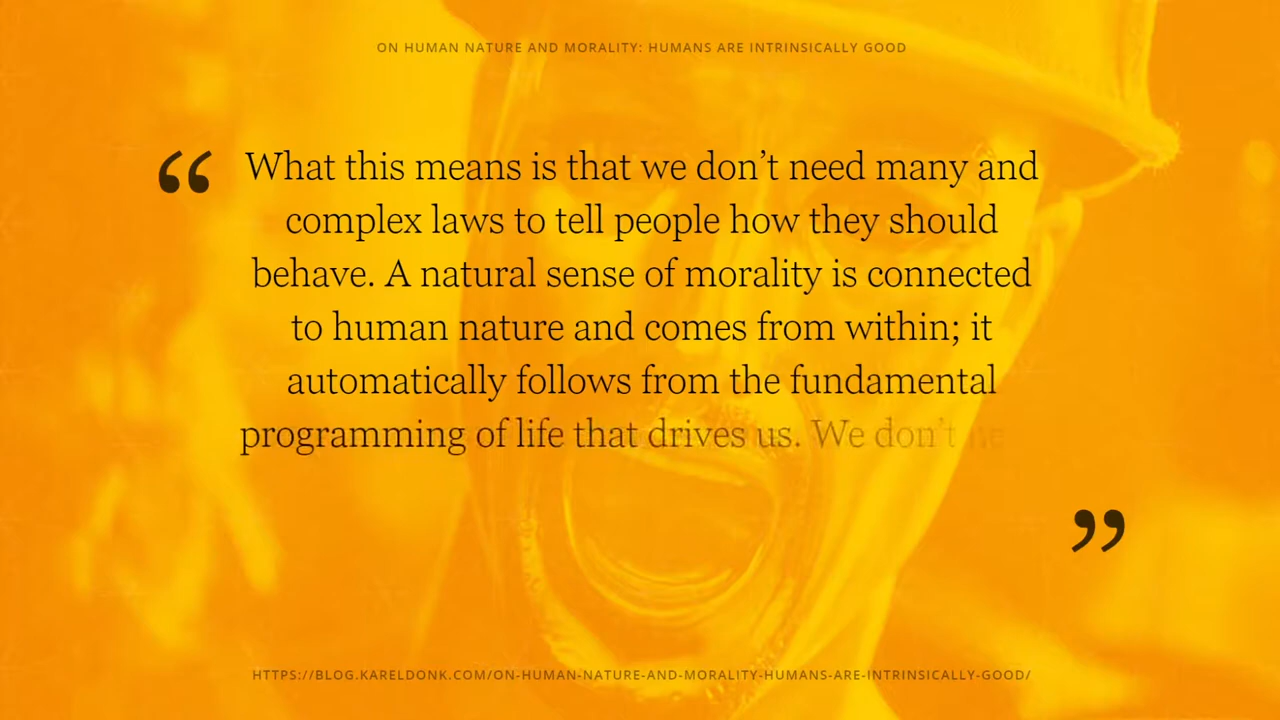 ON HUMAN NATURE AND MORALITY: HUMANS ARE INTRINSICALLY GOOD
“ What this means is that we don’t need many and
complex laws to tell people how they should
behave. A natural sense of morality is connected
to human nature and comes from within; it
automatically follows from the fundamental
programming of life that drives us. We don’t
”
HTTPS://BLOG.KARELDONK.COM/ON-HUMAN-NATURE-AND-MORALITY-HUMANS-ARE-INTRINSICALLY-GOOD/